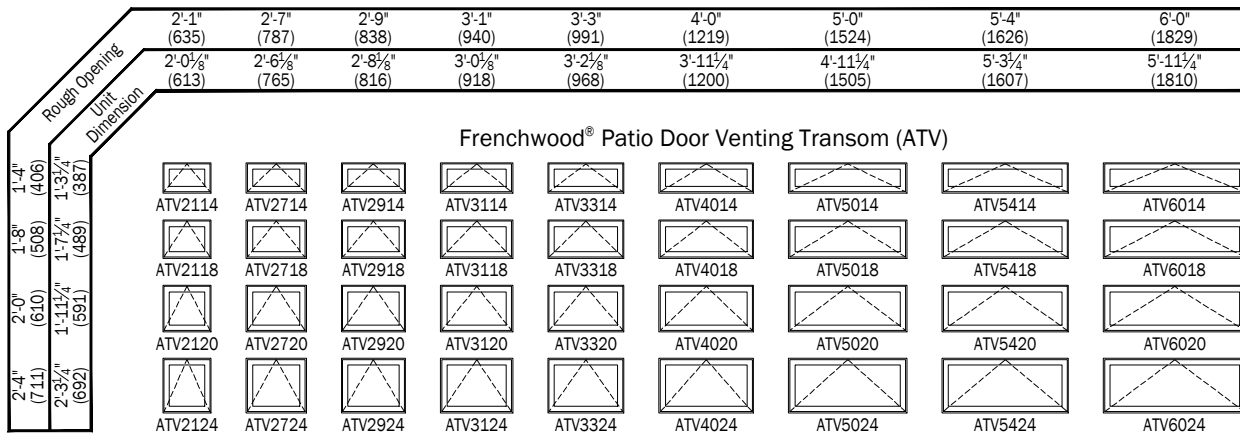 2'-1" 2'-7" 2'-9" 3'-1" 3'-3" 4'-0" 5'-0" 5'-4" 6'-0"
(635) (787) (838) (940) (991) (1219) (1524) (1626) (1829)
2'-0⅛" 2'-6⅛" 2'-8⅛" 3'-0⅛" 3'-2⅛" 3'-11¼" 4'-11¼" 5'-3¼" 5'-11¼"
(613) (765) (816) (918) (968) (1200) (1505) (1607) (1810)
Rough Opening
Unit
Dimension
Frenchwood® Patio Door Venting Transom (ATV)
1'-4"
(406)
1'-3¼"
(387)
ATV2114 ATV2714 ATV2914 ATV3114 ATV3314 ATV4014 ATV5014 ATV5414 ATV6014
1'-8"
(508)
1'-7¼"
(489)
ATV2118 ATV2718 ATV2918 ATV3118 ATV3318 ATV4018 ATV5018 ATV5418 ATV6018
2'-0"
(610)
1'-11¼"
(591)
ATV2120 ATV2720 ATV2920 ATV3120 ATV3320 ATV4020 ATV5020 ATV5420 ATV6020
2'-4"
(711)
2'-3¼"
(692)
ATV2124 ATV2724 ATV2924 ATV3124 ATV3324 ATV4024 ATV5024 ATV5424 ATV6024